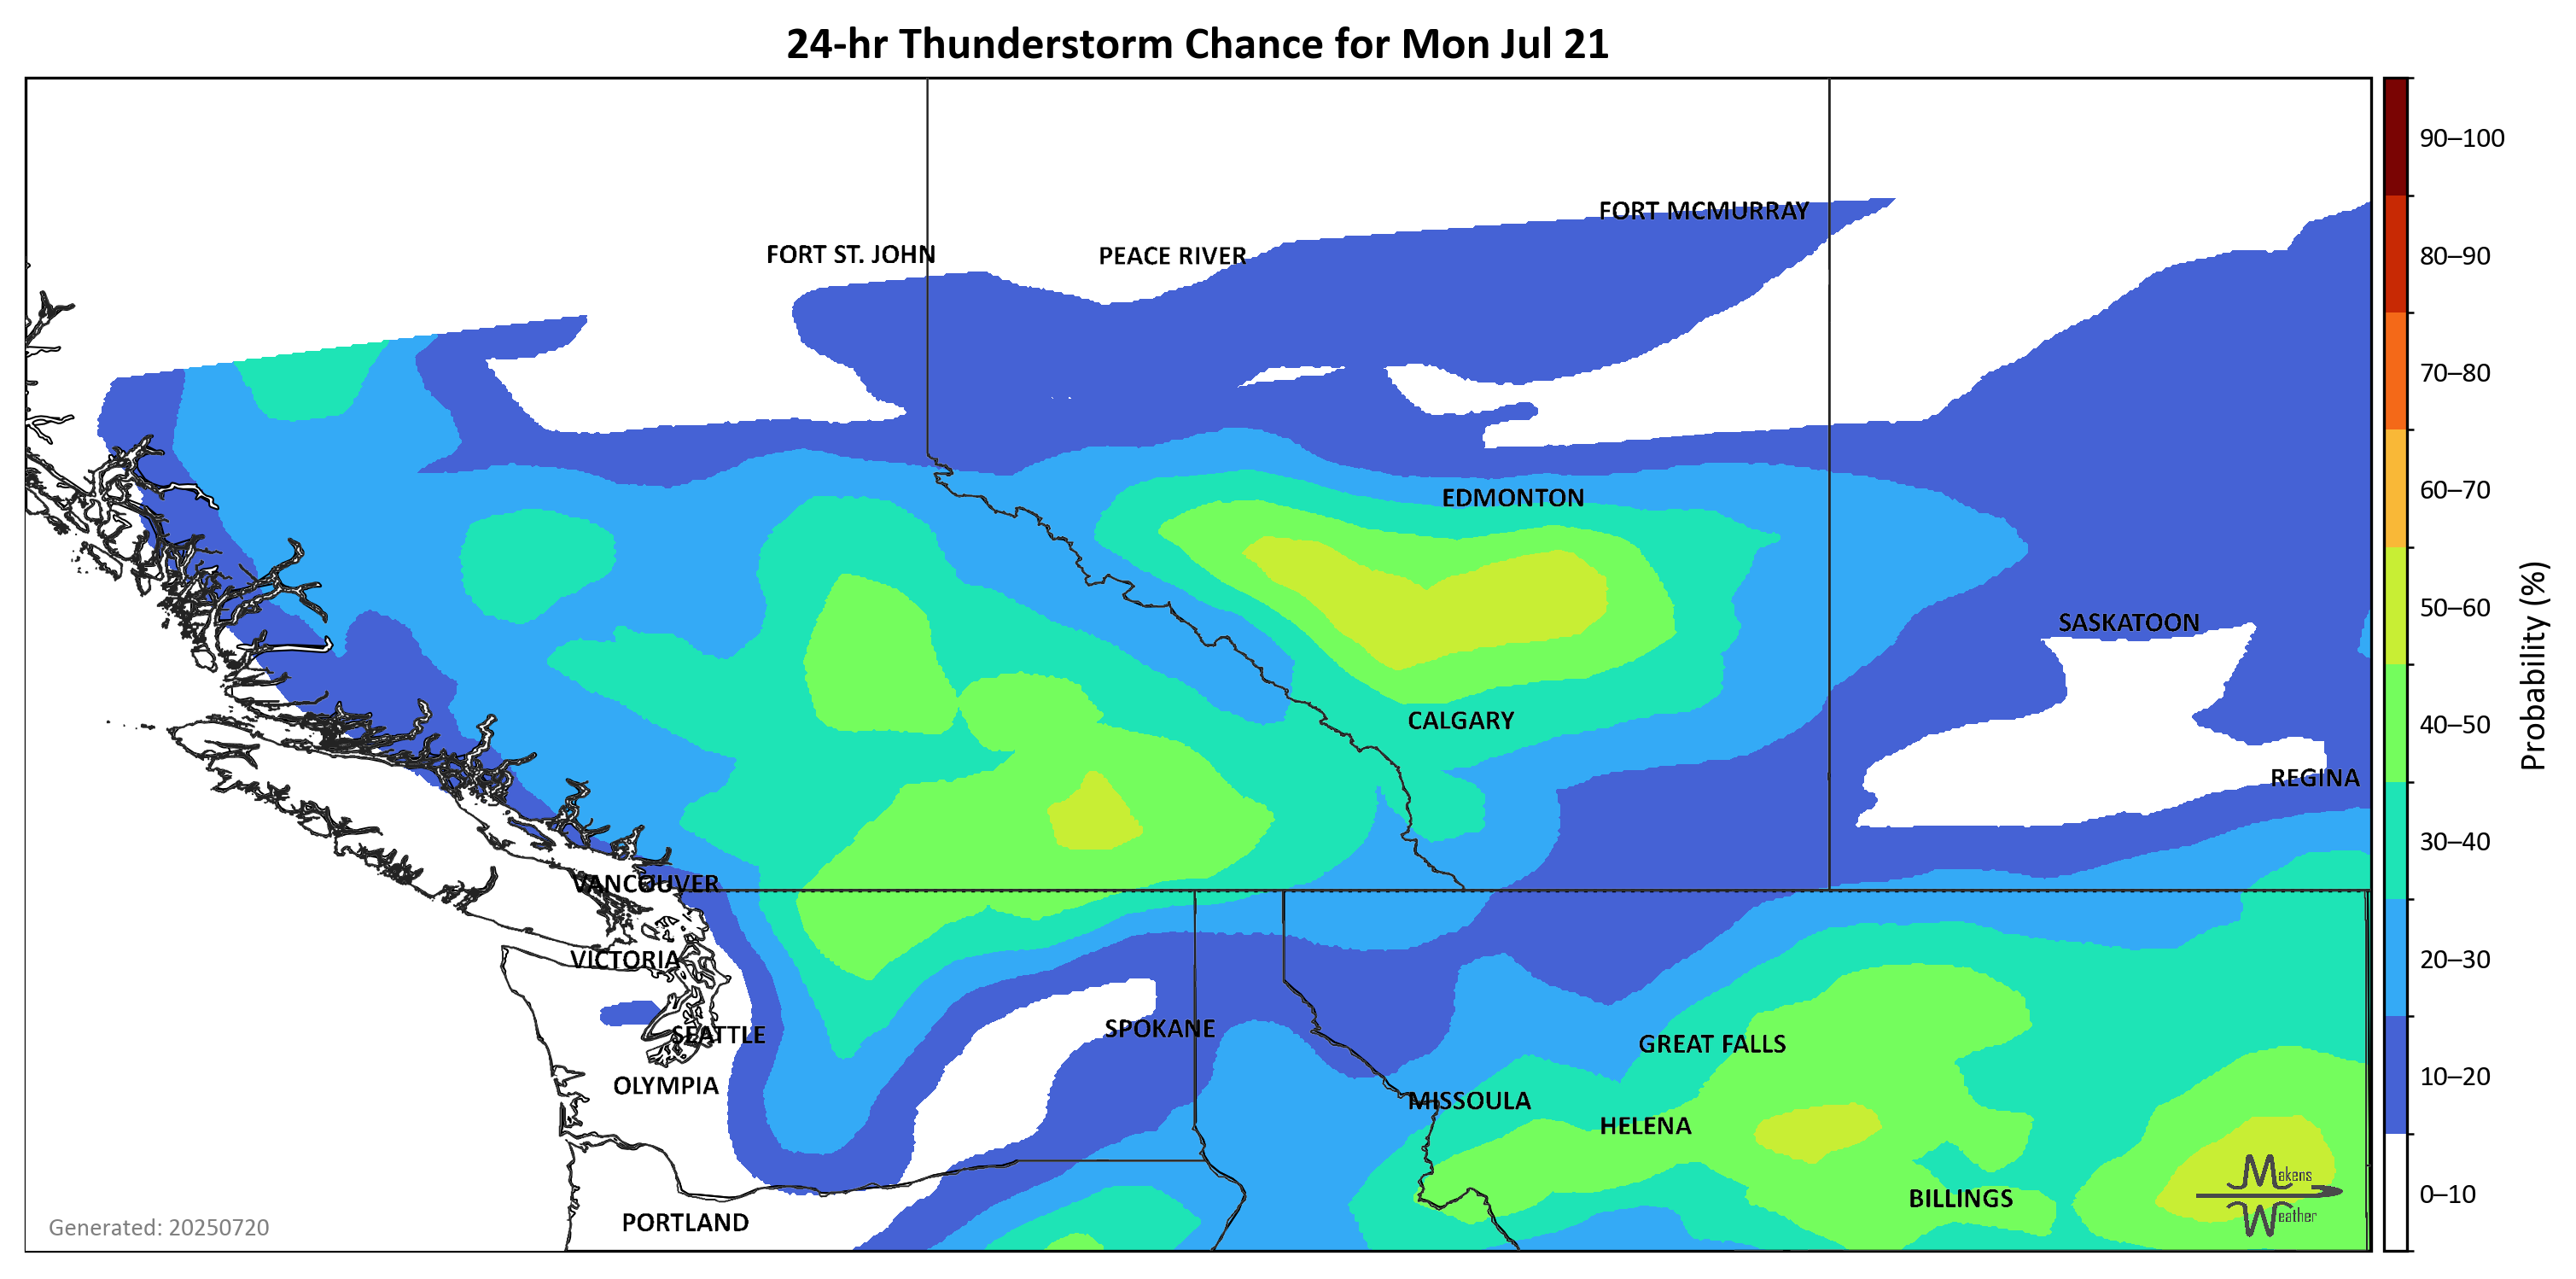 24-hr Thunderstorm Chance for Mon Jul 21
90–100
FORT MCMURRAY
FORT ST. JOHN
PEACE RIVER
80–90
70–80
EDMONTON
60–70
50–60
SASKATOON
Probability (%)
CALGARY
40–50
REGINA
30–40
VANCOUVER
VICTORIA
20–30
SPOKANE
SEATTLE
GREAT FALLS
OLYMPIA
MISSOULA
10–20
HELENA
Makens
Weather
BILLINGS
0–10
PORTLAND
Generated: 20250720